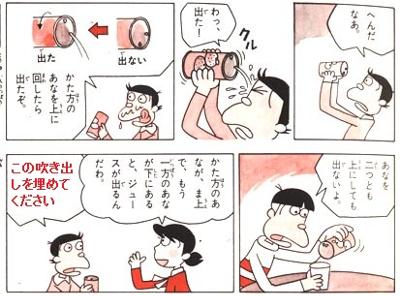 へんだ
なあ。
わっ、
出た!
クル
出ない
出た
かた方の
あなを上に
回したら
出たぞ。
あなを
二つとも
上にしても
出ないよ。
かた方のあ
なが、ま上
で、もう
一方のあな
が下にある
と、ジュー
スが出るん
だわ。
この吹き出
しを埋めて
ください